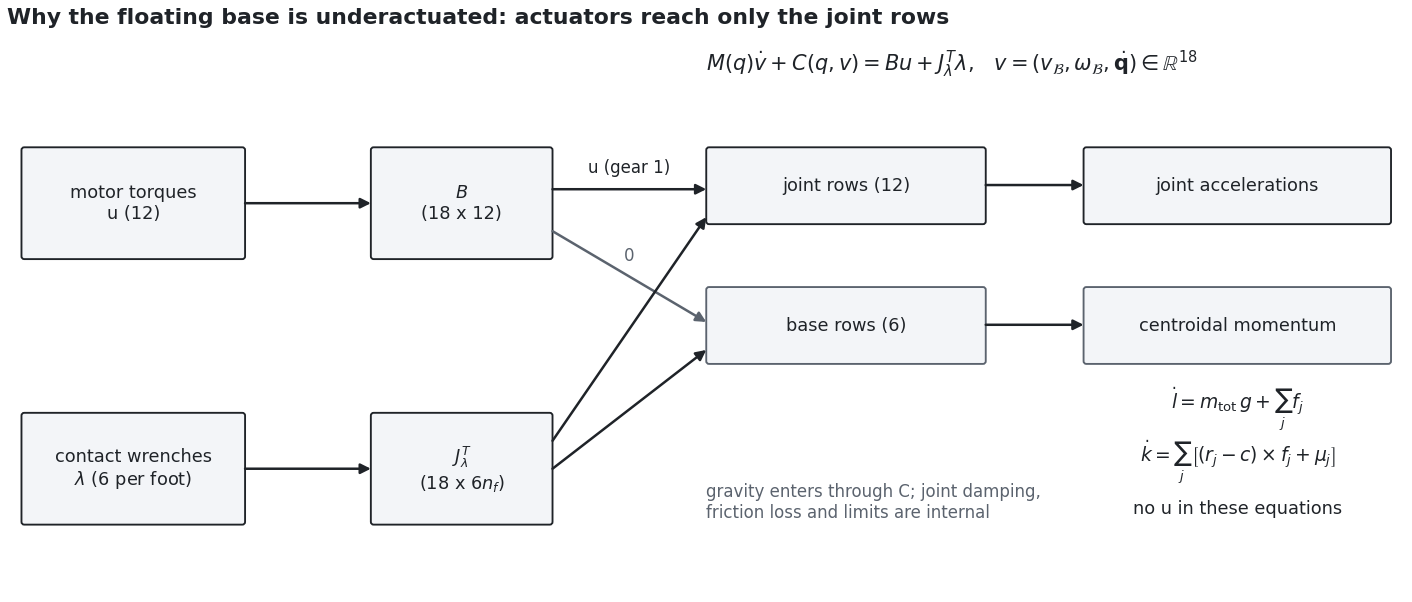 Why the floating base is underactuated: actuators reach only the joint rows
M(q)v̇ + C(q, v) = Bu + J_λ^T λ,   v = (v_ℬ, ω_ℬ, q̇) ∈ ℝ^18
motor torques
u (12)
B
(18 x 12)
u (gear 1)
0
joint rows (12)
joint accelerations
base rows (6)
centroidal momentum
contact wrenches
λ (6 per foot)
J_λ^T
(18 x 6n_f)
l̇ = m_tot g + ∑_j f_j
k̇ = ∑_j [(r_j − c) × f_j + μ_j]
no u in these equations
gravity enters through C; joint damping,
friction loss and limits are internal